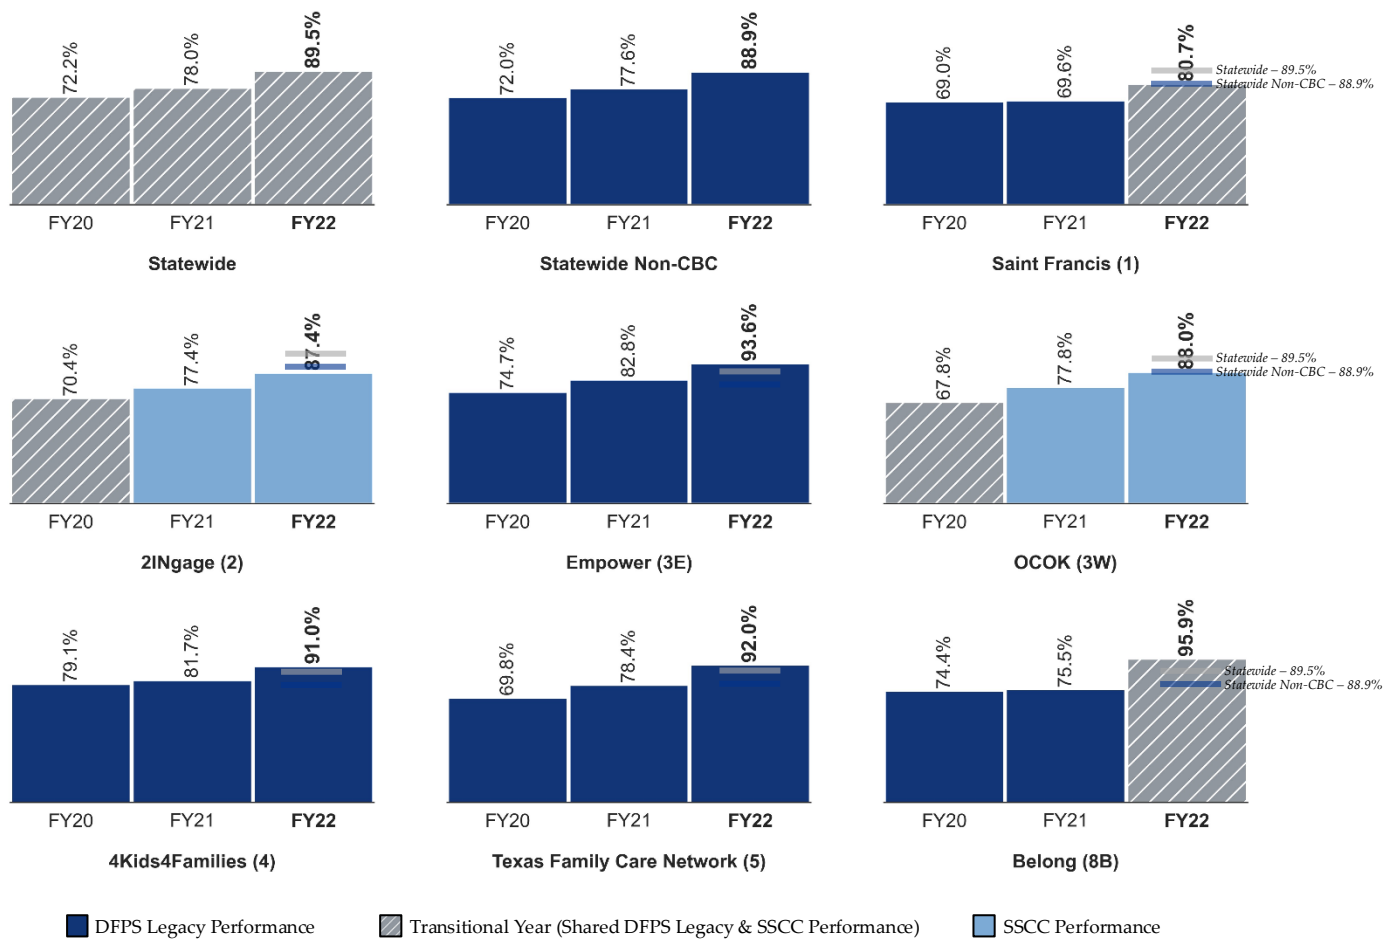 72.2%
78.0%
89.5%
FY20
FY21
FY22
Statewide
72.0%
77.6%
88.9%
FY20
FY21
FY22
Statewide Non-CBC
69.0%
69.6%
80.7%
Statewide – 89.5%
Statewide Non-CBC – 88.9%
FY20
FY21
FY22
Saint Francis (1)
70.4%
77.4%
87.4%
FY20
FY21
FY22
2INgage (2)
74.7%
82.8%
93.6%
FY20
FY21
FY22
Empower (3E)
67.8%
77.8%
88.0%
Statewide – 89.5%
Statewide Non-CBC – 88.9%
FY20
FY21
FY22
OCOK (3W)
79.1%
81.7%
91.0%
FY20
FY21
FY22
4Kids4Families (4)
69.8%
78.4%
92.0%
FY20
FY21
FY22
Texas Family Care Network (5)
74.4%
75.5%
95.9%
Statewide – 89.5%
Statewide Non-CBC – 88.9%
FY20
FY21
FY22
Belong (8B)
DFPS Legacy Performance
Transitional Year (Shared DFPS Legacy & SSCC Performance)
SSCC Performance